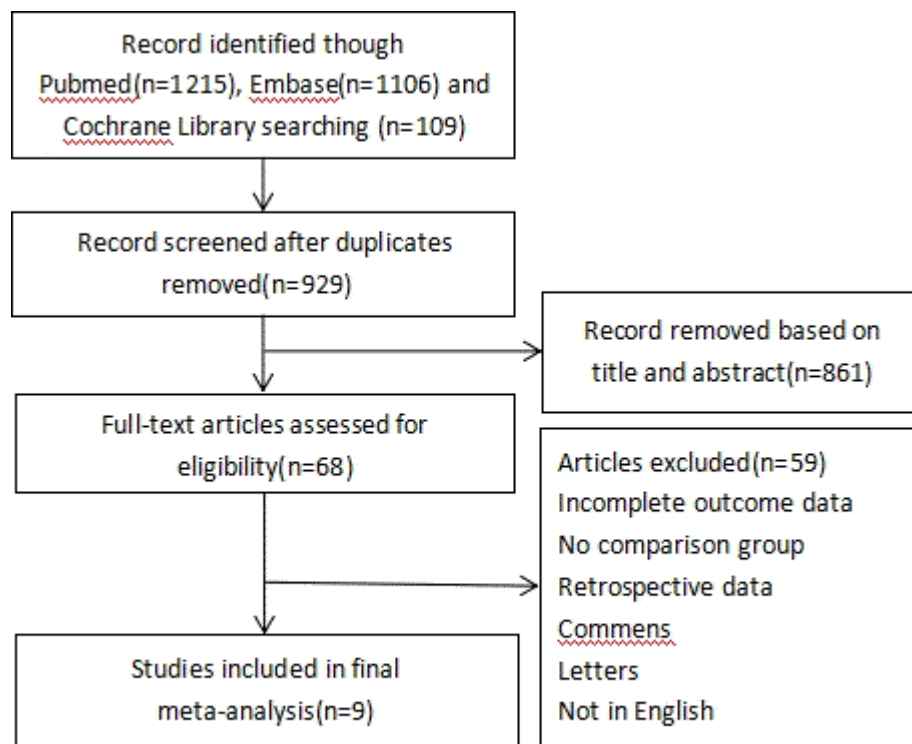 Record identified though
Pubmed(n=1215), Embase(n=1106) and
Cochrane Library searching (n=109)
Record screened after duplicates
removed(n=929)
Record removed based on
title and abstract(n=861)
Full-text articles assessed for
eligibility(n=68)
Articles excluded(n=59)
Incomplete outcome data
No comparison group
Retrospective data
Commens
Letters
Not in English
Studies included in final
meta-analysis(n=9)